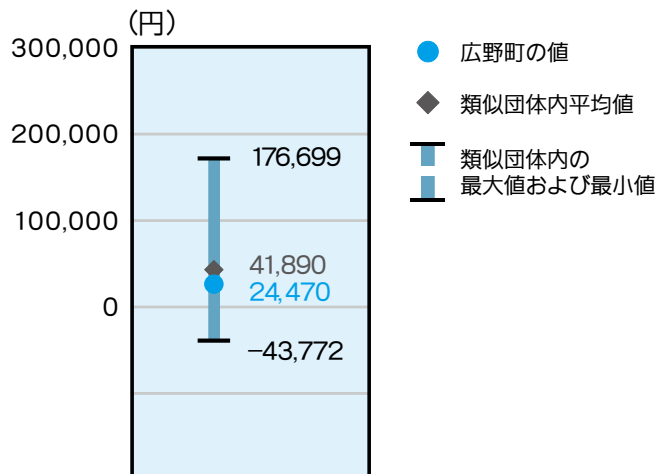 (円)
300,000
200,000
100,000
0
176,699
41,890
24,470
−43,772
広野町の値
類似団体内平均値
類似団体内の
最大値および最小値